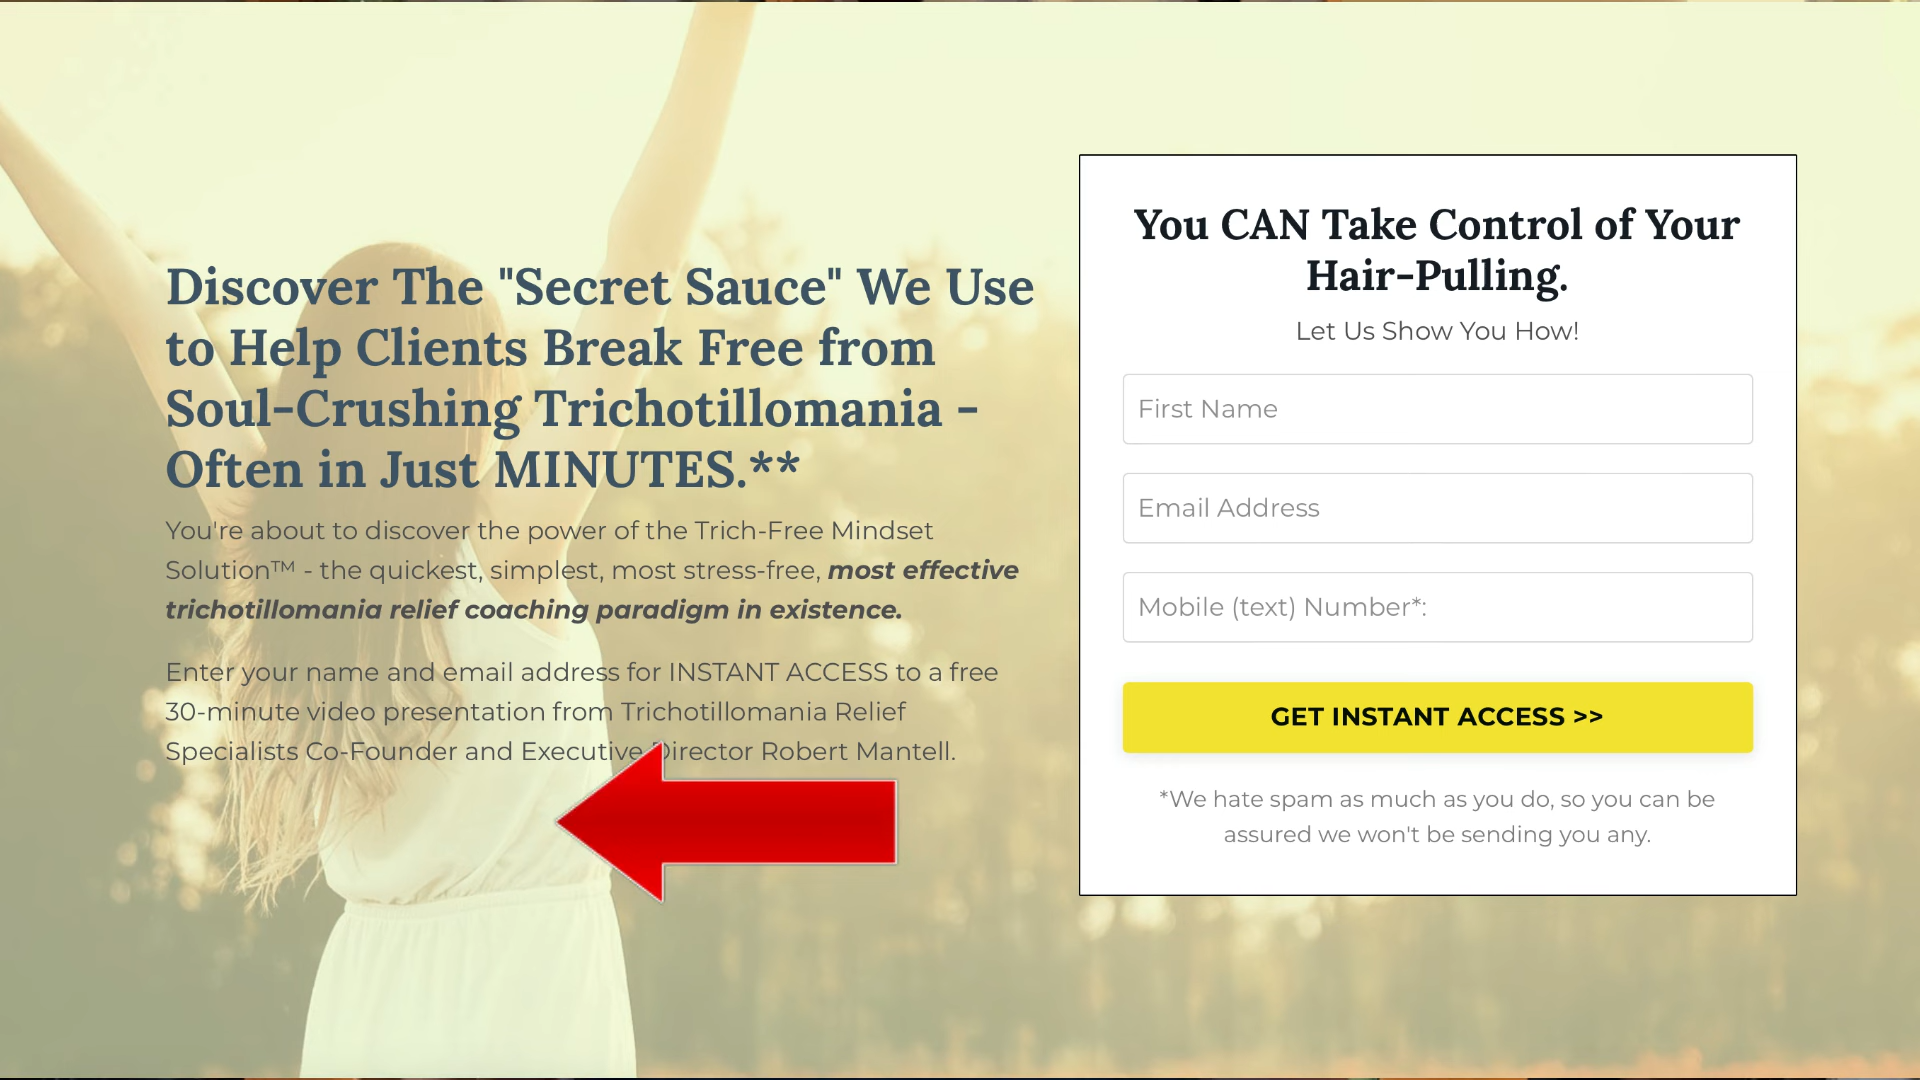 Discover The "Secret Sauce" We Use
to Help Clients Break Free from
Soul-Crushing Trichotillomania -
Often in Just MINUTES.**
You're about to discover the power of the Trich-Free Mindset
Solution™ - the quickest, simplest, most stress-free, most effective
trichotillomania relief coaching paradigm in existence.
Enter your name and email address for INSTANT ACCESS to a free
30-minute video presentation from Trichotillomania Relief
Specialists Co-Founder and Executive Director Robert Mantell.
You CAN Take Control of Your
Hair-Pulling.
Let Us Show You How!
First Name
Email Address
Mobile (text) Number*:
GET INSTANT ACCESS >>
*We hate spam as much as you do, so you can be
assured we won't be sending you any.